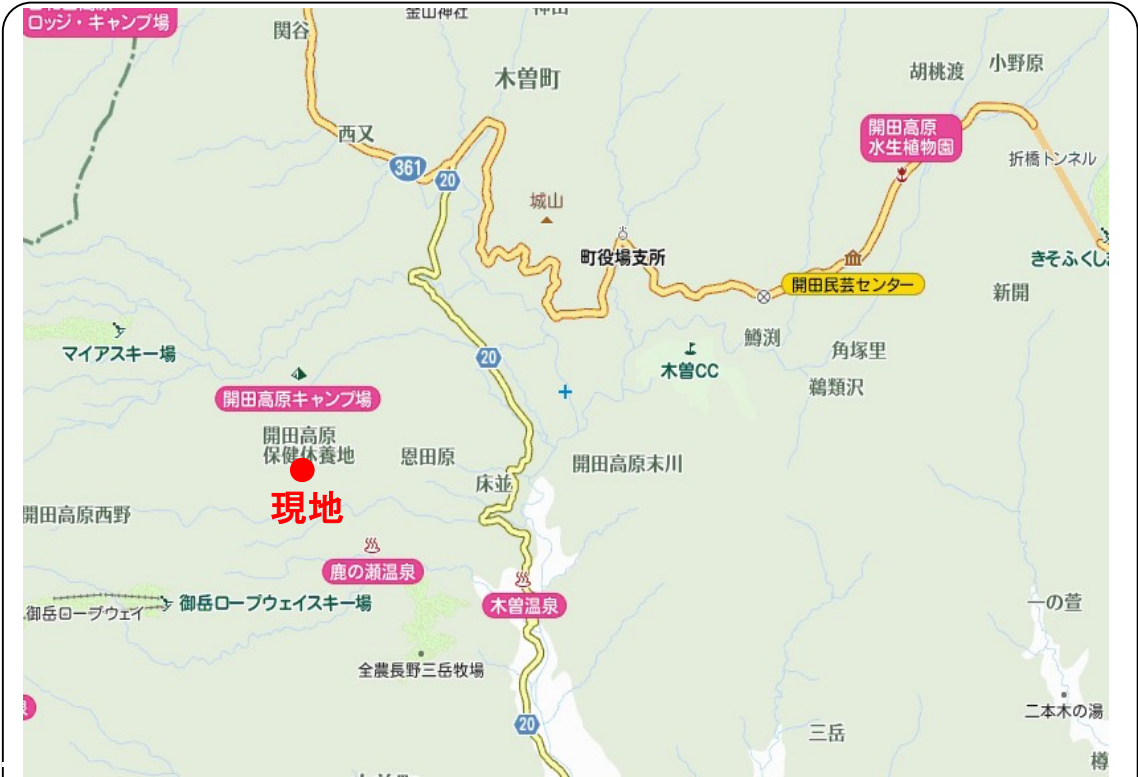 ロッジ・キャンプ場
関谷
金山神社
木曽町
胡桃渡
小野原
西又
361
20
開田高原
水生植物園
折橋トンネル
城山
町役場支所
開田民芸センター
きそふくし
新開
マイアスキー場
20
木曽CC
鱒渕
角塚里
鵜類沢
開田高原キャンプ場
開田高原
保健休養地
恩田原
床並
開田高原末川
現地
開田高原西野
鹿の瀬温泉
御岳ロープウェイ
御岳ロープウェイスキー場
木曽温泉
一の萱
全農長野三岳牧場
二本木の湯
20
三岳
樽